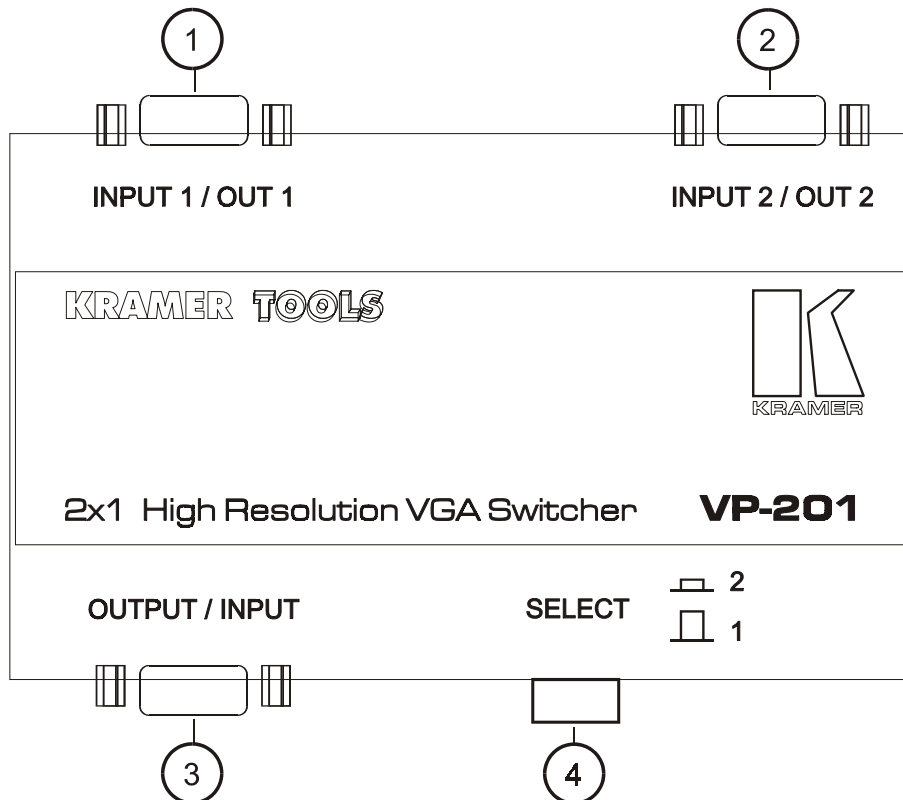 1
2
INPUT 1 / OUT 1
INPUT 2 / OUT 2
KRAMER TOOLS
K
KRAMER
2x1 High Resolution VGA Switcher
VP-201
OUTPUT / INPUT
SELECT
2
1
3
4